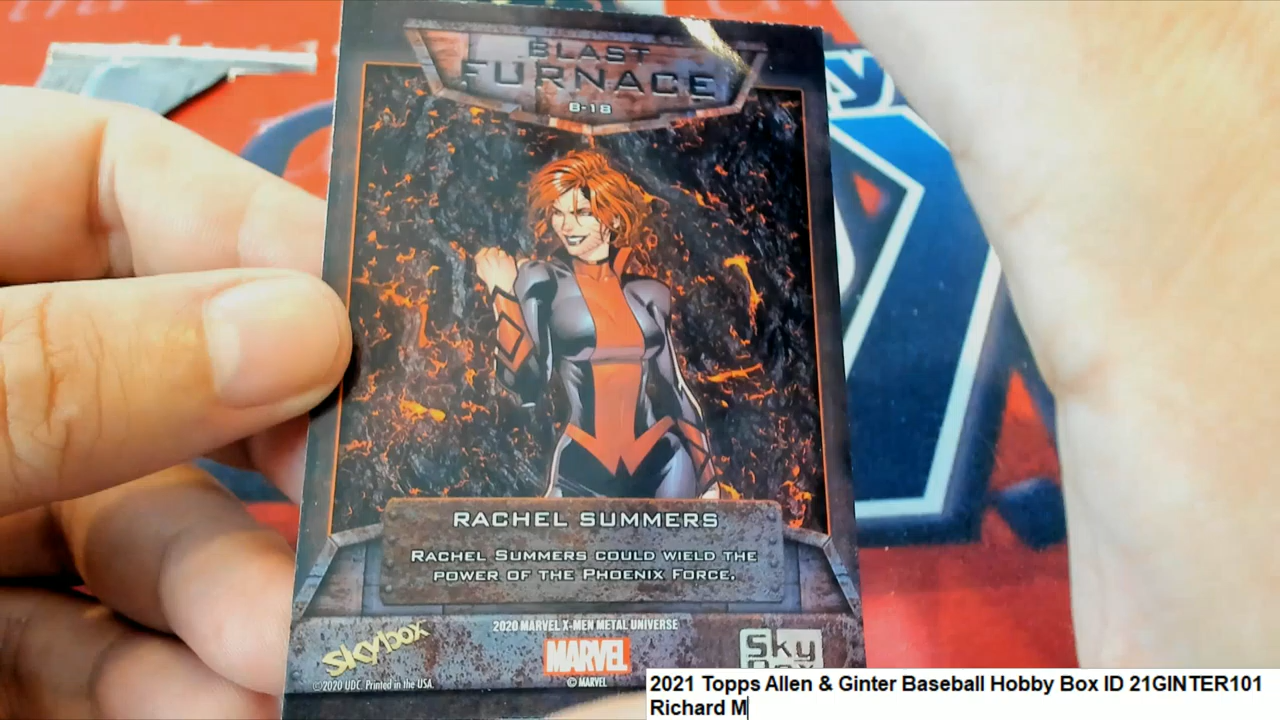 BLAST
FURNACE
B-18
RACHEL SUMMERS
RACHEL SUMMERS COULD WIELD THE
POWER OF THE PHOENIX FORCE.
SkyBox
2020 MARVEL X-MEN METAL UNIVERSE
MARVEL
© MARVEL
Sky
Box
©2020 UDC. Printed in the USA.
2021 Topps Allen & Ginter Baseball Hobby Box ID 21GINTER101
Richard M